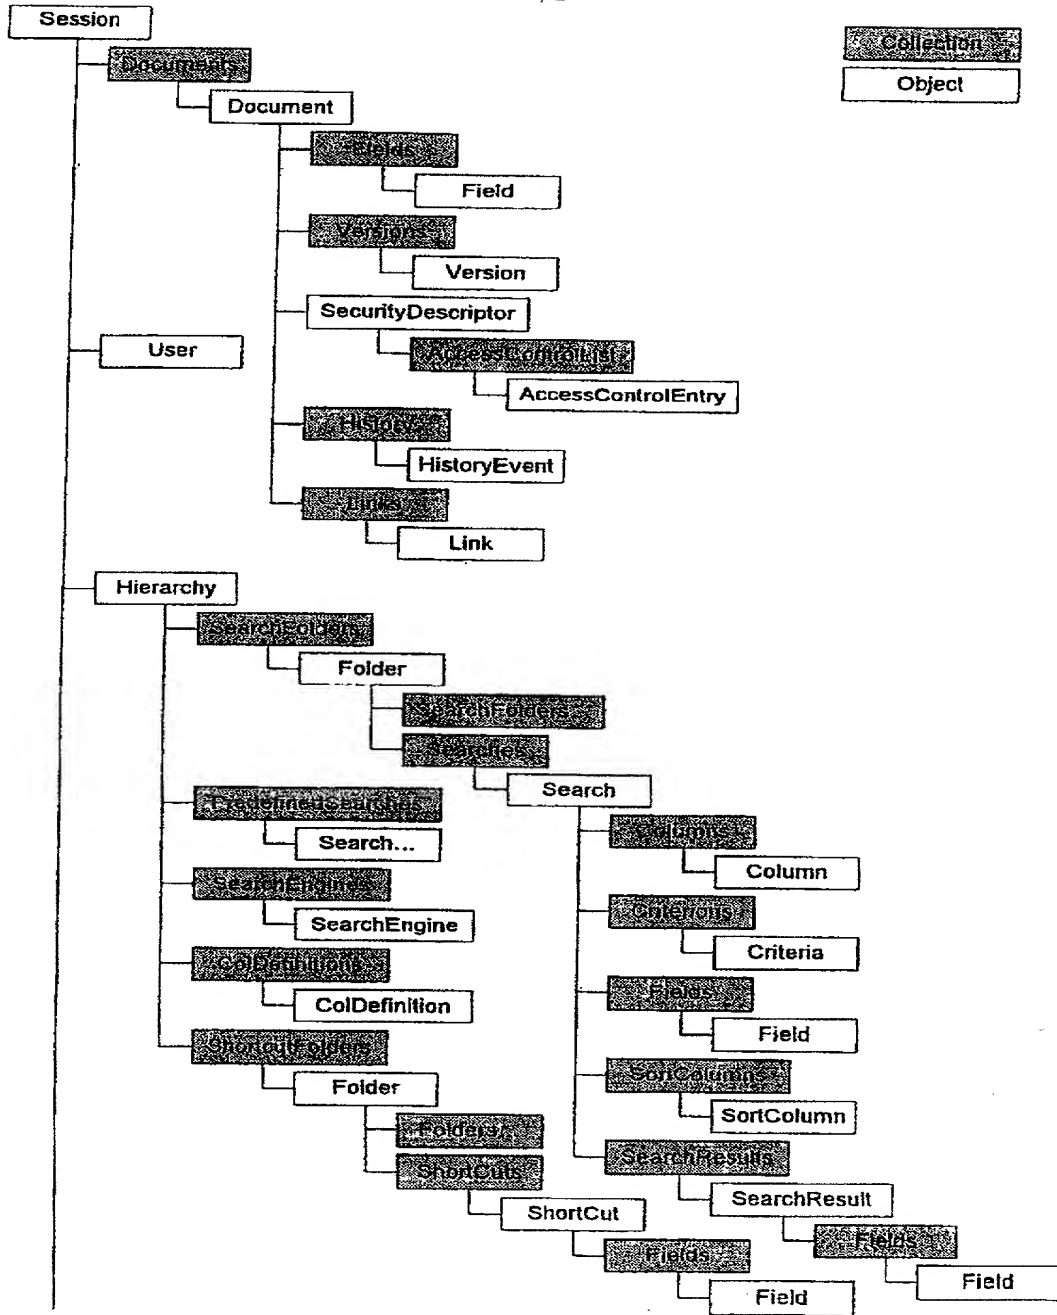 Session
Collection
Documents
Object
Document
Fields
Field
Versions
Version
SecurityDescriptor
User
AccessControlList
AccessControlEntry
History
HistoryEvent
Links
Link
Hierarchy
SearchFolders
Folder
SearchFolders
Searches
Search
PredefinedSearches
Search...
Columns
Column
SearchEngines
SearchEngine
Criterions
Criteria
ColDefinitions
ColDefinition
Fields
Field
ShortcutFolders
Folder
SortColumns
SortColumn
Folders
ShortCuts
SearchResults
SearchResult
ShortCut
Fields
Field
Fields
Field